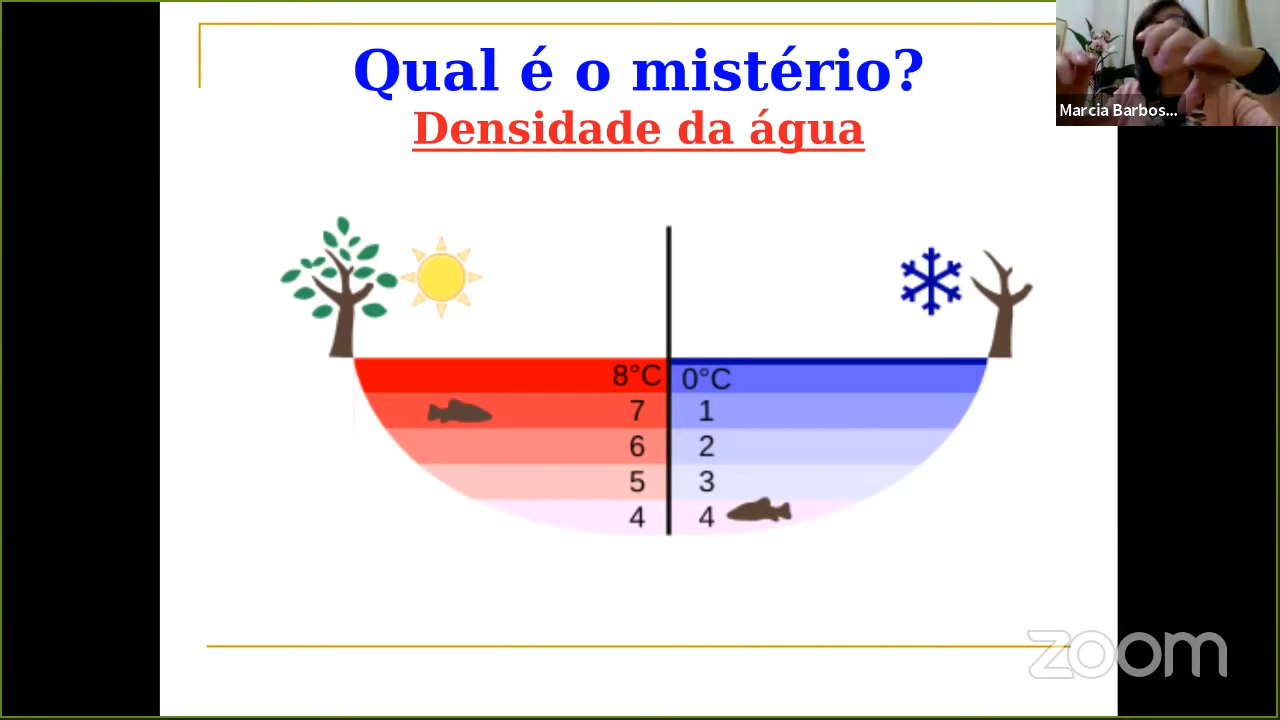 Qual é o mistério?
Densidade da água
Marcia Barbos...
8°C 0°C
7 1
6 2
5 3
4 4
zoom